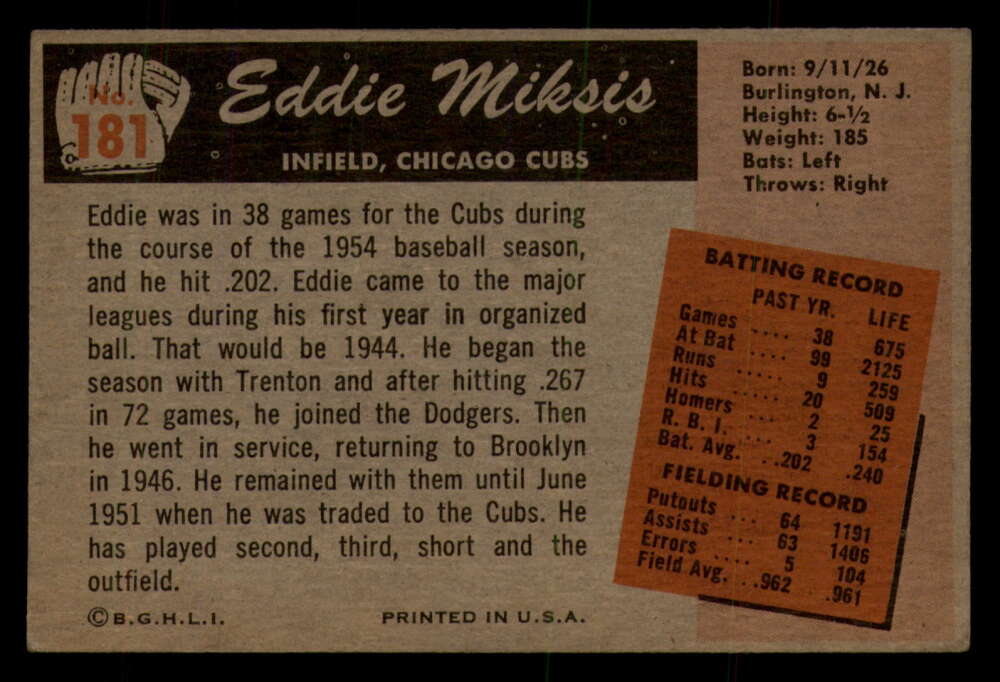 No.
181
Eddie Miksis
INFIELD, CHICAGO CUBS
Born: 9/11/26
Burlington, N. J.
Height: 6-½
Weight: 185
Bats: Left
Throws: Right
Eddie was in 38 games for the Cubs during
the course of the 1954 baseball season,
and he hit .202. Eddie came to the major
leagues during his first year in organized
ball. That would be 1944. He began the
season with Trenton and after hitting .267
in 72 games, he joined the Dodgers. Then
he went in service, returning to Brooklyn
in 1946. He remained with them until June
1951 when he was traded to the Cubs. He
has played second, third, short and the
outfield.
BATTING RECORD
PAST YR. LIFE
Games .... 38 675
At Bat .... 99 2125
Runs ..... 9 259
Hits ..... 20 509
Homers ... 2 25
R. B. I. ... 3 154
Bat. Avg. ..202 .240
FIELDING RECORD
Putouts ... 64 1191
Assists ... 63 1406
Errors .... 5 104
Field Avg. ..962 .961
© B.G.H.L.I. PRINTED IN U.S.A.